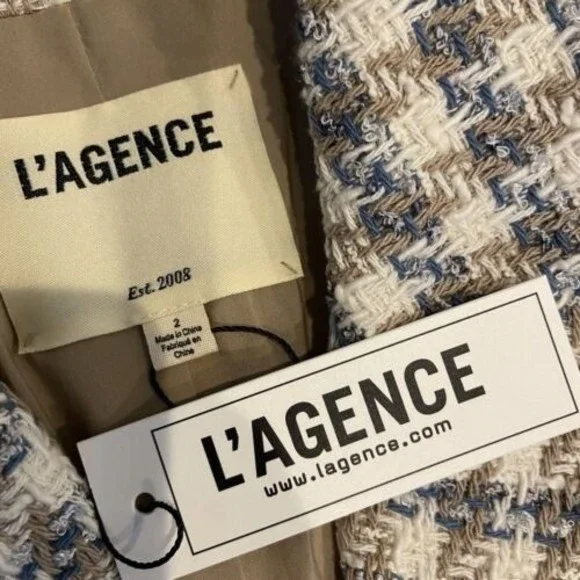 L'AGENCE
Est. 2008
2
Made in China
Fabriqué en
Chine
L'AGENCE
www.lagence.com